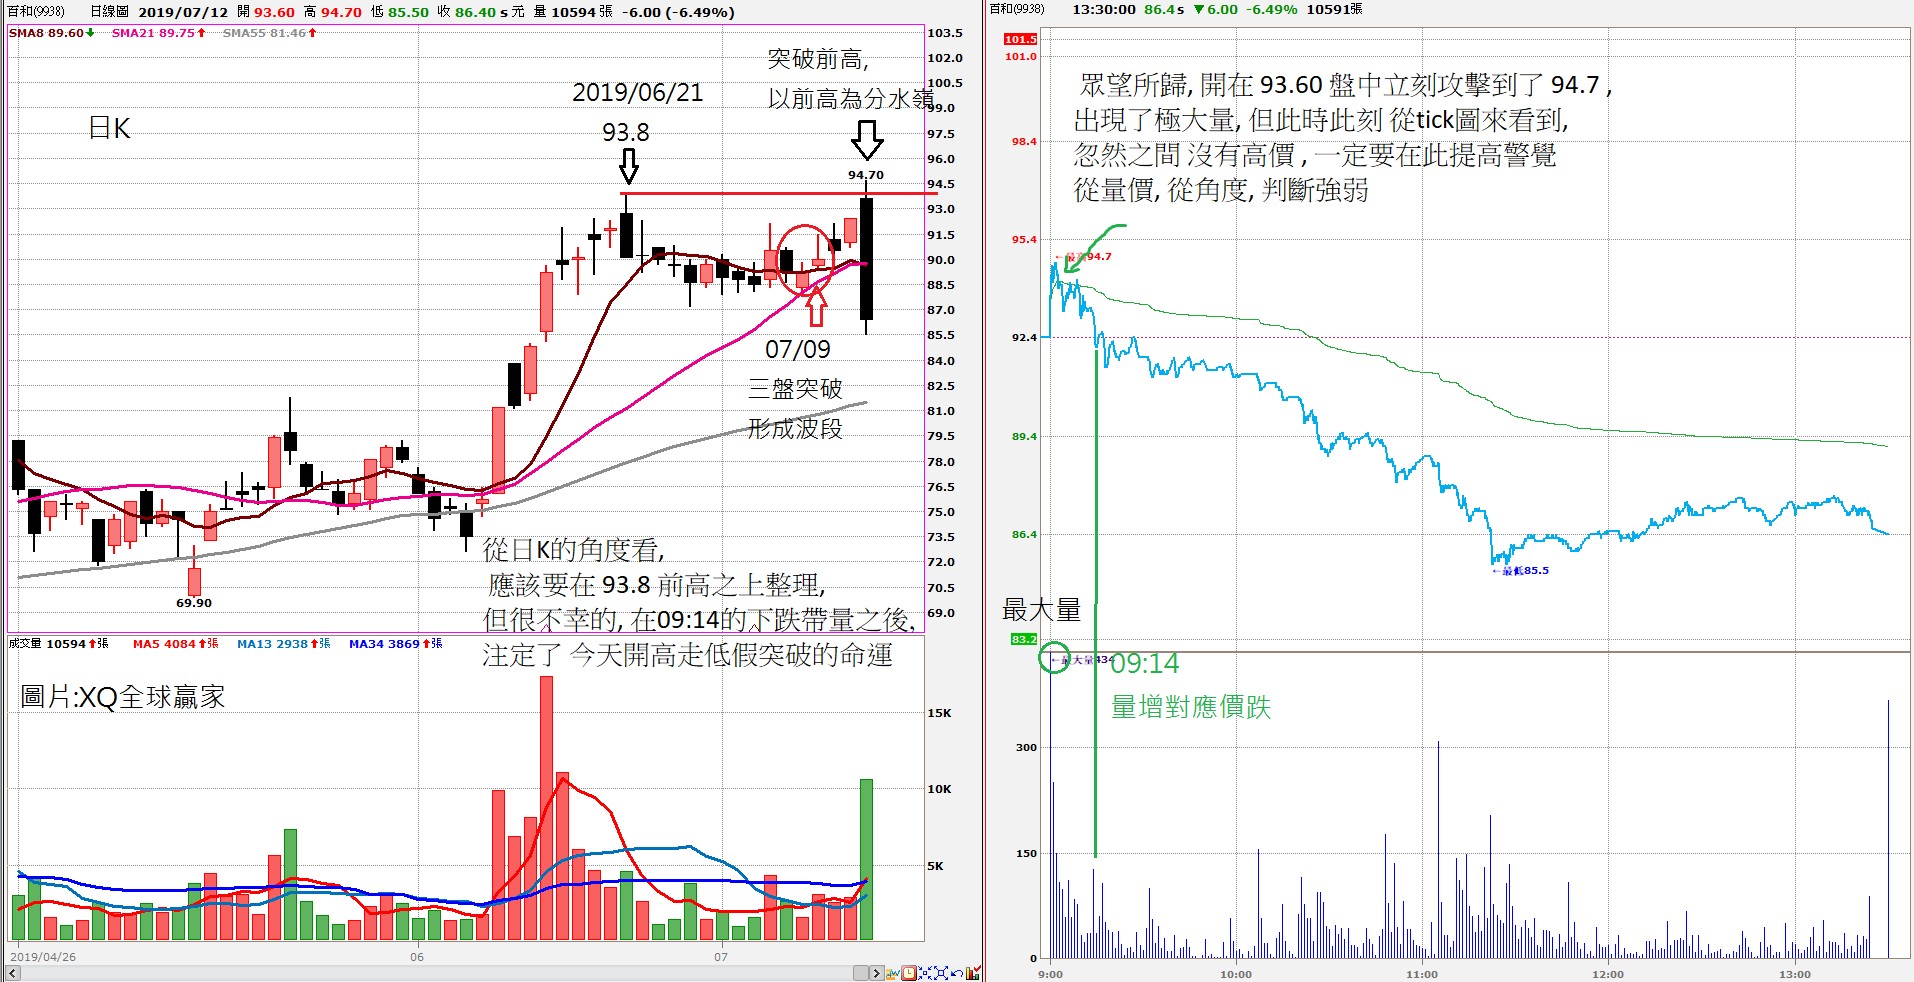 百和(9938) 日線圖 2019/07/12 開 93.60 高 94.70 低 85.50 收 86.40 s 元 量 10594 張 -6.00 (-6.49%)
SMA8 89.60↓ SMA21 89.75↑ SMA55 81.46↑
日K
2019/06/21
93.8
突破前高,
以前高為分水嶺
94.70
07/09
三盤突破
形成波段
69.90
從日K的角度看,
應該要在 93.8 前高之上整理,
但很不幸的, 在09:14的下跌帶量之後,
注定了 今天開高走低假突破的命運
103.5
102.0
100.5
99.0
97.5
96.0
94.5
93.0
91.5
90.0
88.5
87.0
85.5
84.0
82.5
81.0
79.5
78.0
76.5
75.0
73.5
72.0
70.5
69.0
成交量 10594↑張 MA5 4084↑張 MA13 2938↑張 MA34 3869↑張
圖片:XQ全球贏家
15K
10K
5K
2019/04/26 06 07
百和(9938) 13:30:00 86.4 s ▼6.00 -6.49% 10591張
眾望所歸, 開在 93.60 盤中立刻攻擊到了 94.7 ,
出現了極大量, 但此時此刻 從tick圖來看到,
忽然之間 沒有高價 , 一定要在此提高警覺
從量價, 從角度, 判斷強弱
101.5
101.0
98.4
95.4
92.4
89.4
86.4
83.2
←最高94.7
←最低85.5
最大量
←最大量434
09:14
量增對應價跌
300
150
0
9:00 10:00 11:00 12:00 13:00